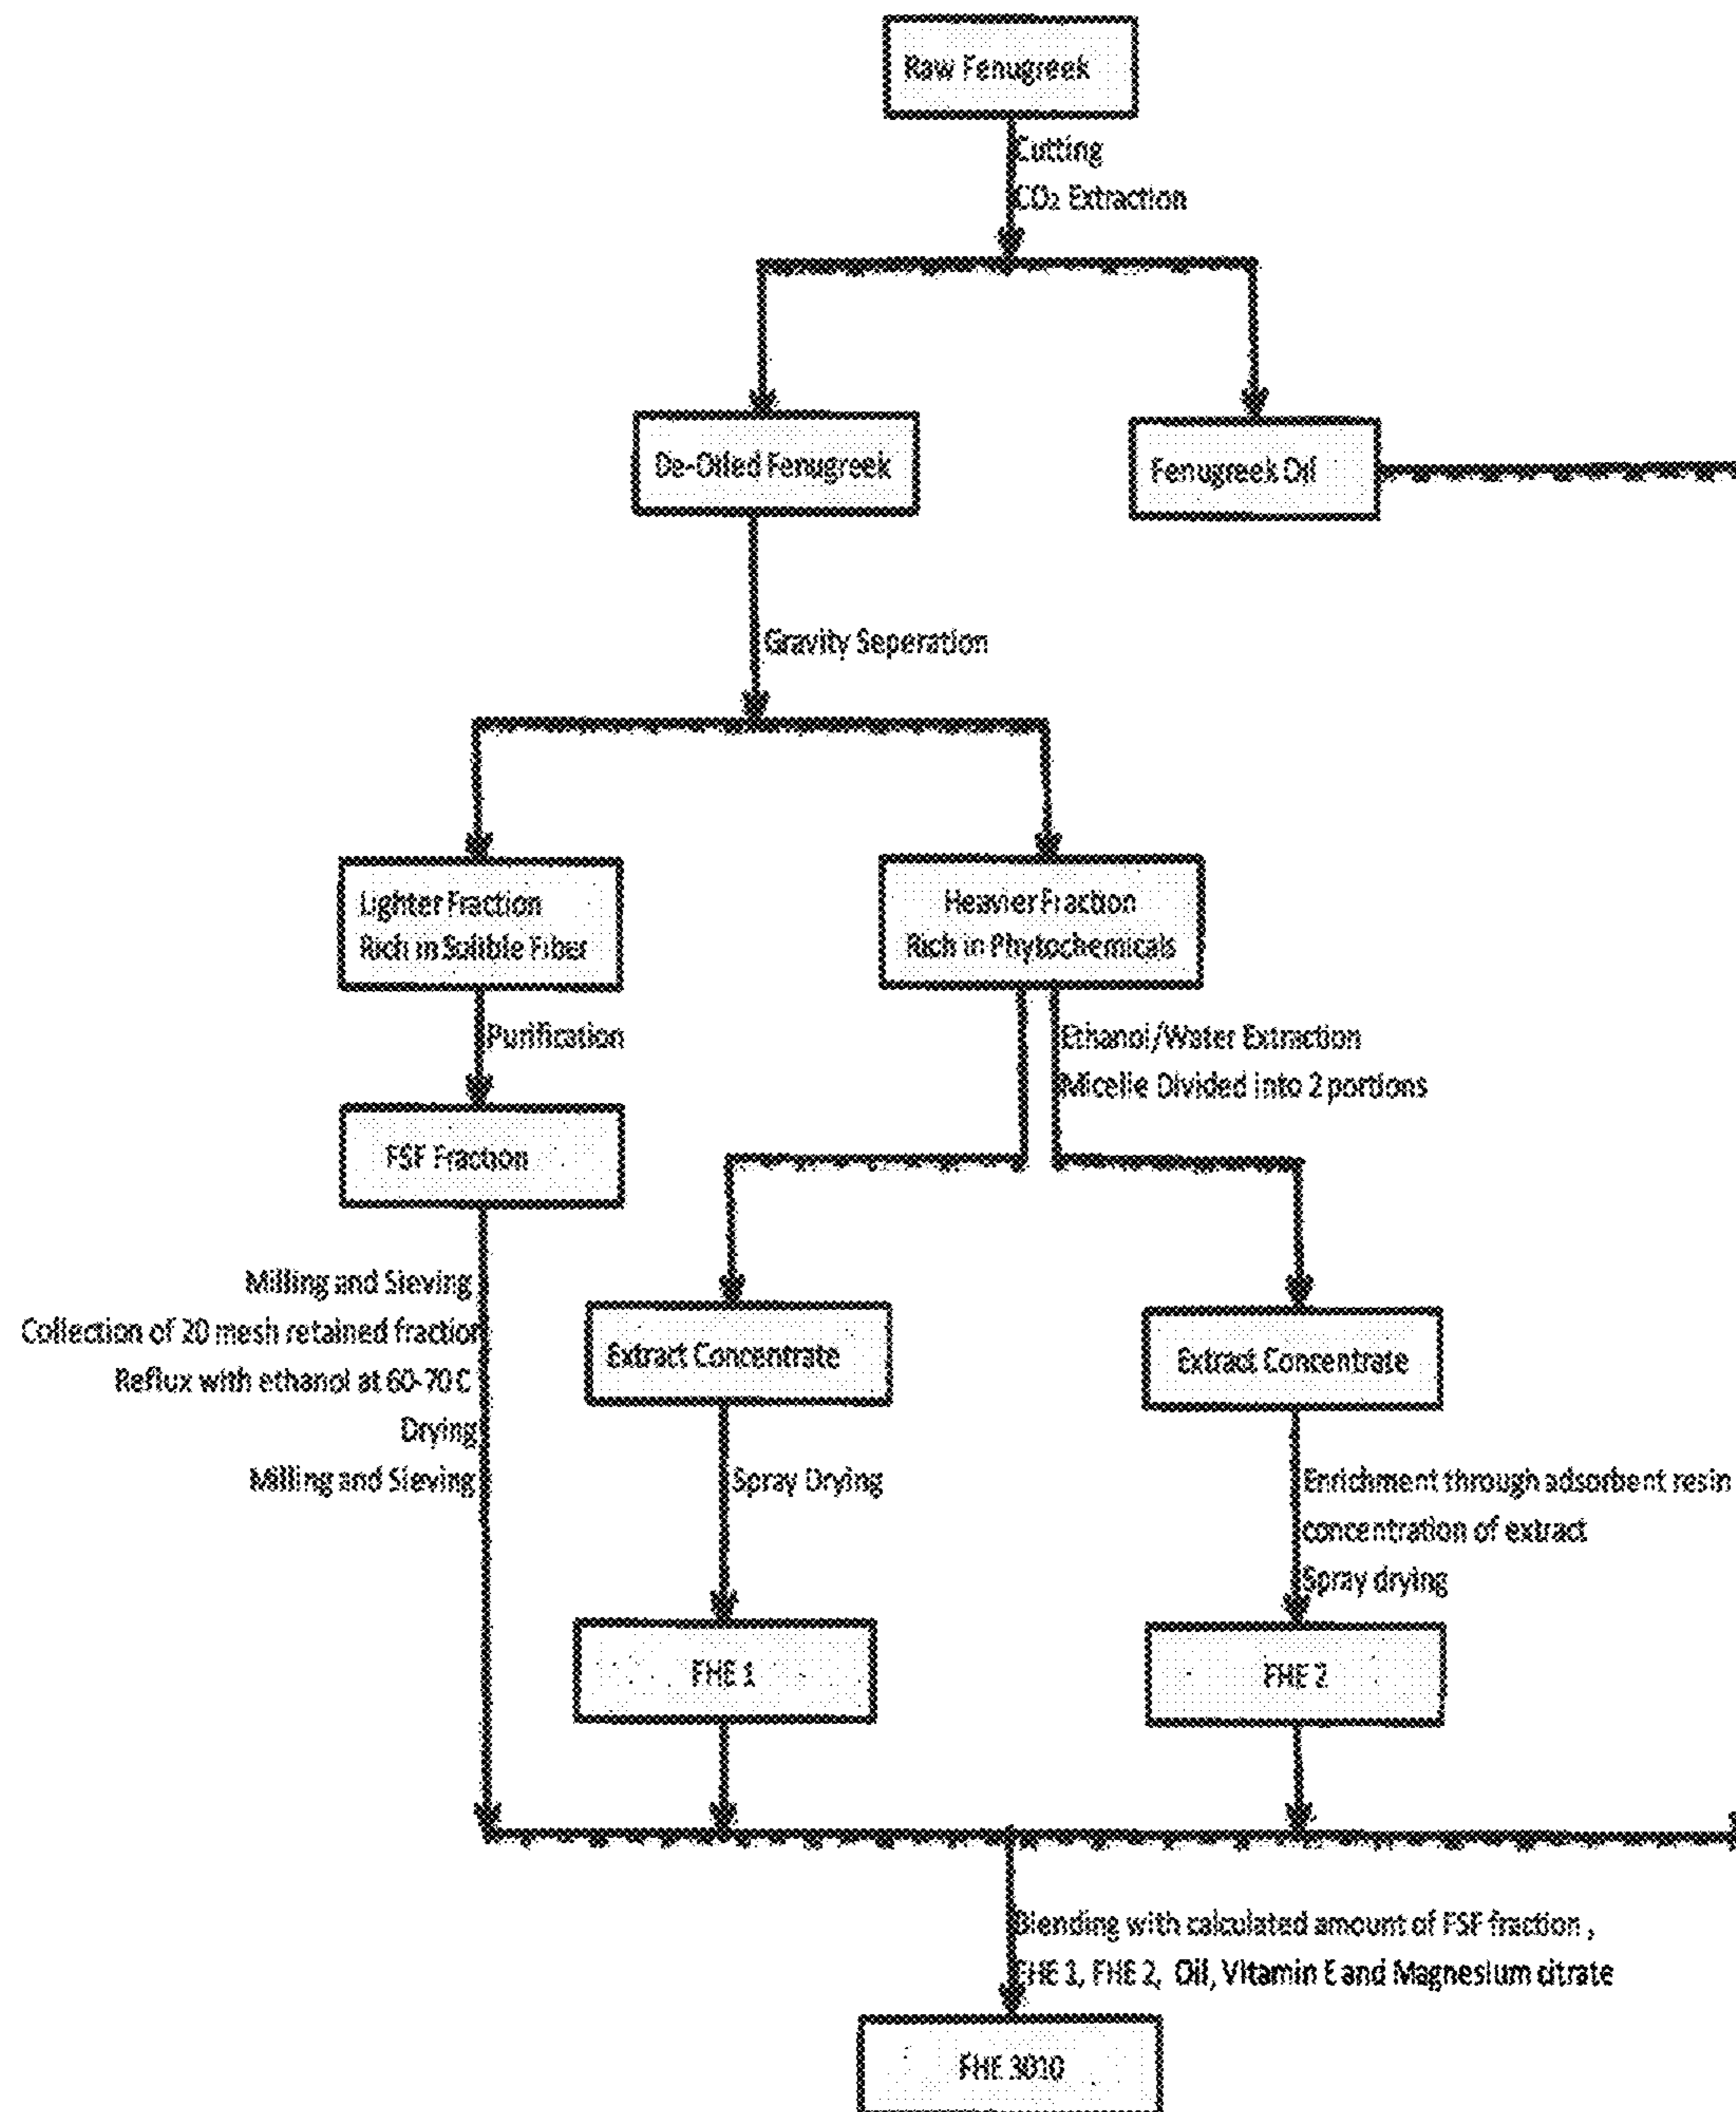 Raw Fenugreek
Cutting
CO₂ Extraction
De-Oiled Fenugreek
Fenugreek Oil
Gravity Seperation
Lighter Fraction
Rich in Solible Fiber
Heavier Fraction
Rich in Phytochemicals
Purification
Ethanol/Water Extraction
Micelle Divided into 2 portions
FSF Fraction
Milling and Sieving
Collection of 20 mesh retained fraction
Reflux with ethanol at 60-70 C
Drying
Milling and Sieving
Extract Concentrate
Extract Concentrate
Spray Drying
Enrichment through adsorbent resin
concentration of extract
Spray drying
FHE 1
FHE 2
Blending with calculated amount of FSF fraction ,
FHE 1, FHE 2, Oil, Vitamin E and Magnesium citrate
FHE 3010